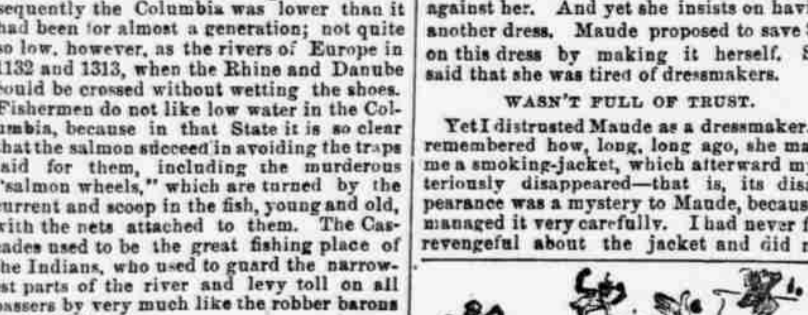 sequently the Columbia was lower than it
had been for almost a generation; not quite
so low, however, as the rivers of Europe in
1132 and 1313, when the Rhine and Danube
could be crossed without wetting the shoes.
Fishermen do not like low water in the Col-
umbia, because in that State it is so clear
that the salmon succeed in avoiding the traps
laid for them, including the murderous
"salmon wheels," which are turned by the
current and scoop in the fish, young and old,
with the nets attached to them. The Cas-
cades used to be the great fishing place of
the Indians, who used to guard the narrow-
est parts of the river and levy toll on all
passers by very much like the robber barons
against her. And yet she insists on havi
another dress. Maude proposed to save
on this dress by making it herself. S
said that she was tired of dressmakers.
WASN'T FULL OF TRUST.
Yet I distrusted Maude as a dressmaker
remembered how, long, long ago, she ma
me a smoking-jacket, which afterward m
teriously disappeared—that is, its dis
pearance was a mystery to Maude, becaus
managed it very carefully. I had never
revengeful about the jacket and did